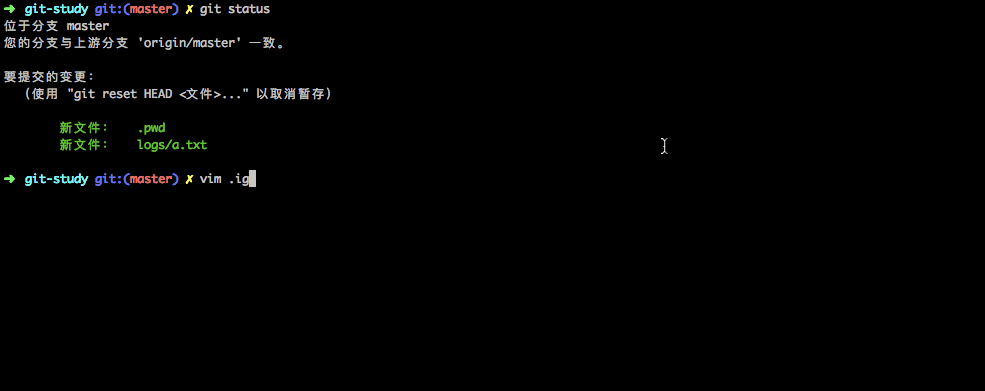 ➜ git-study git:(master) ✗ git status
位于分支 master
您的分支与上游分支 'origin/master' 一致。
要提交的变更：
（使用 "git reset HEAD <文件>..." 以取消暂存）
新文件： .pwd
新文件： logs/a.txt
➜ git-study git:(master) ✗ vim .ig